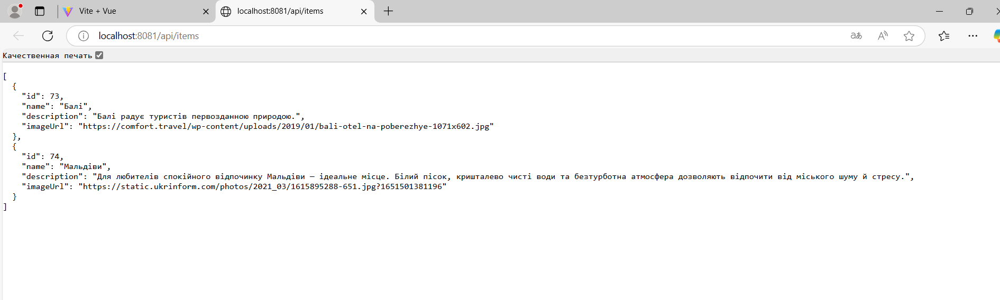 Vite + Vue
localhost:8081/api/items
localhost:8081/api/items
Качественная печать
[
{
"id": 73,
"name": "Балі",
"description": "Балі радує туристів первозданною природою.",
"imageUrl": "https://comfort.travel/wp-content/uploads/2019/01/bali-otel-na-poberezhye-1071x602.jpg"
},
{
"id": 74,
"name": "Мальдіви",
"description": "Для любителів спокійного відпочинку Мальдіви — ідеальне місце. Білий пісок, кришталево чисті води та безтурботна атмосфера дозволяють відпочити від міського шуму й стресу.",
"imageUrl": "https://static.ukrinform.com/photos/2021_03/1615895288-651.jpg?1651501381196"
}
]